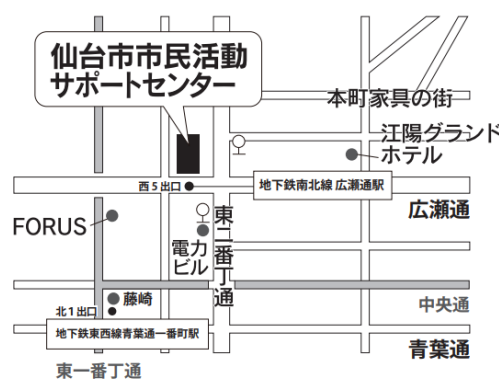 仙台市市民活動
サポートセンター
本町家具の街
江陽グランド
ホテル
西5出口
地下鉄南北線 広瀬通駅
広瀬通
FORUS
東二番丁通
電力
ビル
藤崎
中央通
北1出口
地下鉄東西線青葉通一番町駅
青葉通
東一番丁通